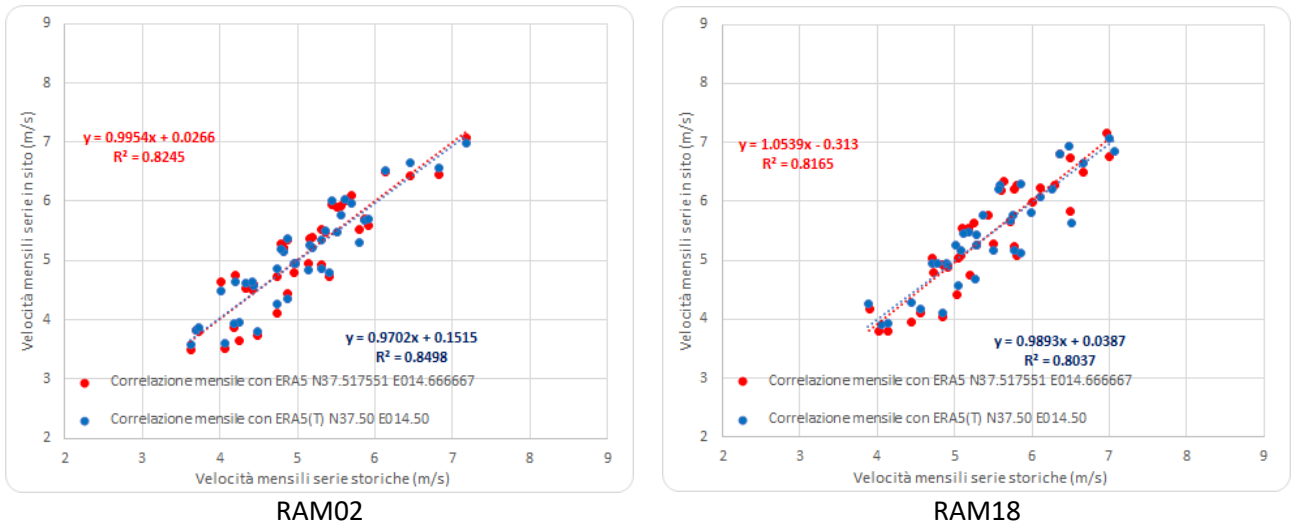 9
8
7
6
5
4
3
2
Velocità mensili serie in sito (m/s)
y = 0.9954x + 0.0266
R² = 0.8245
y = 0.9702x + 0.1515
R² = 0.8498
Correlazione mensile con ERA5 N37.517551 E014.666667
Correlazione mensile con ERA5(T) N37.50 E014.50
2 3 4 5 6 7 8 9
Velocità mensili serie storiche (m/s)
RAM02
9
8
7
6
5
4
3
2
Velocità mensili serie in sito (m/s)
y = 1.0539x - 0.313
R² = 0.8165
y = 0.9893x + 0.0387
R² = 0.8037
Correlazione mensile con ERA5 N37.517551 E014.666667
Correlazione mensile con ERA5(T) N37.50 E014.50
2 3 4 5 6 7 8 9
Velocità mensili serie storiche (m/s)
RAM18